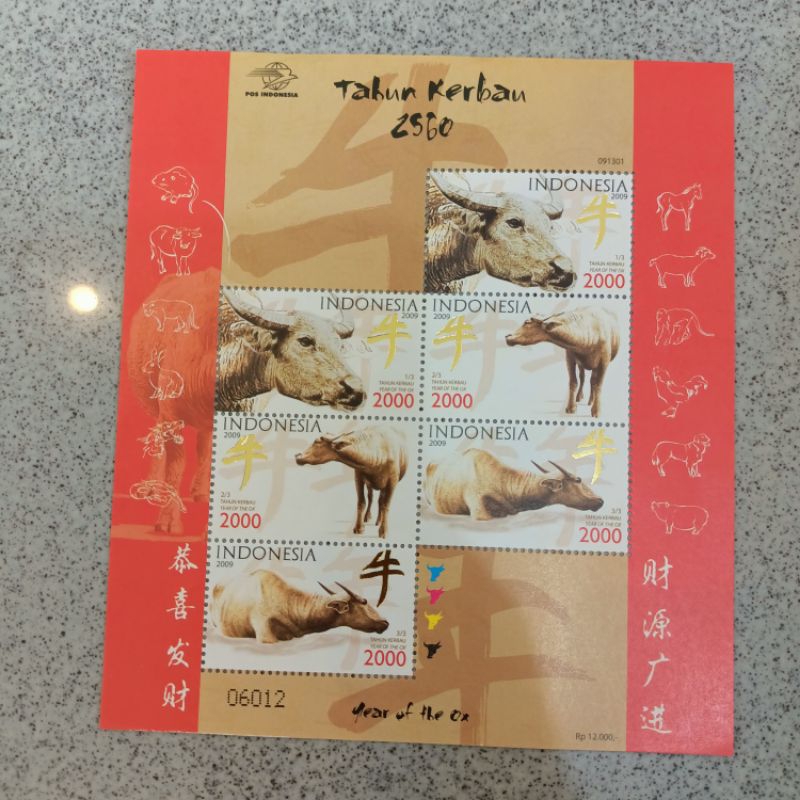 POS INDONESIA
Tahun Kerbau
2560
091301
INDONESIA
2009
牛
1/3
TAHUN KERBAU
YEAR OF THE OX
2000
INDONESIA
2009
牛
1/3
TAHUN KERBAU
YEAR OF THE OX
2000
INDONESIA
2009
牛
2/3
TAHUN KERBAU
YEAR OF THE OX
2000
INDONESIA
2009
牛
2/3
TAHUN KERBAU
YEAR OF THE OX
2000
INDONESIA
2009
牛
3/3
TAHUN KERBAU
YEAR OF THE OX
2000
INDONESIA
2009
牛
3/3
TAHUN KERBAU
YEAR OF THE OX
2000
恭喜发财
财源广进
06012
Year of the Ox
Rp 12.000,-